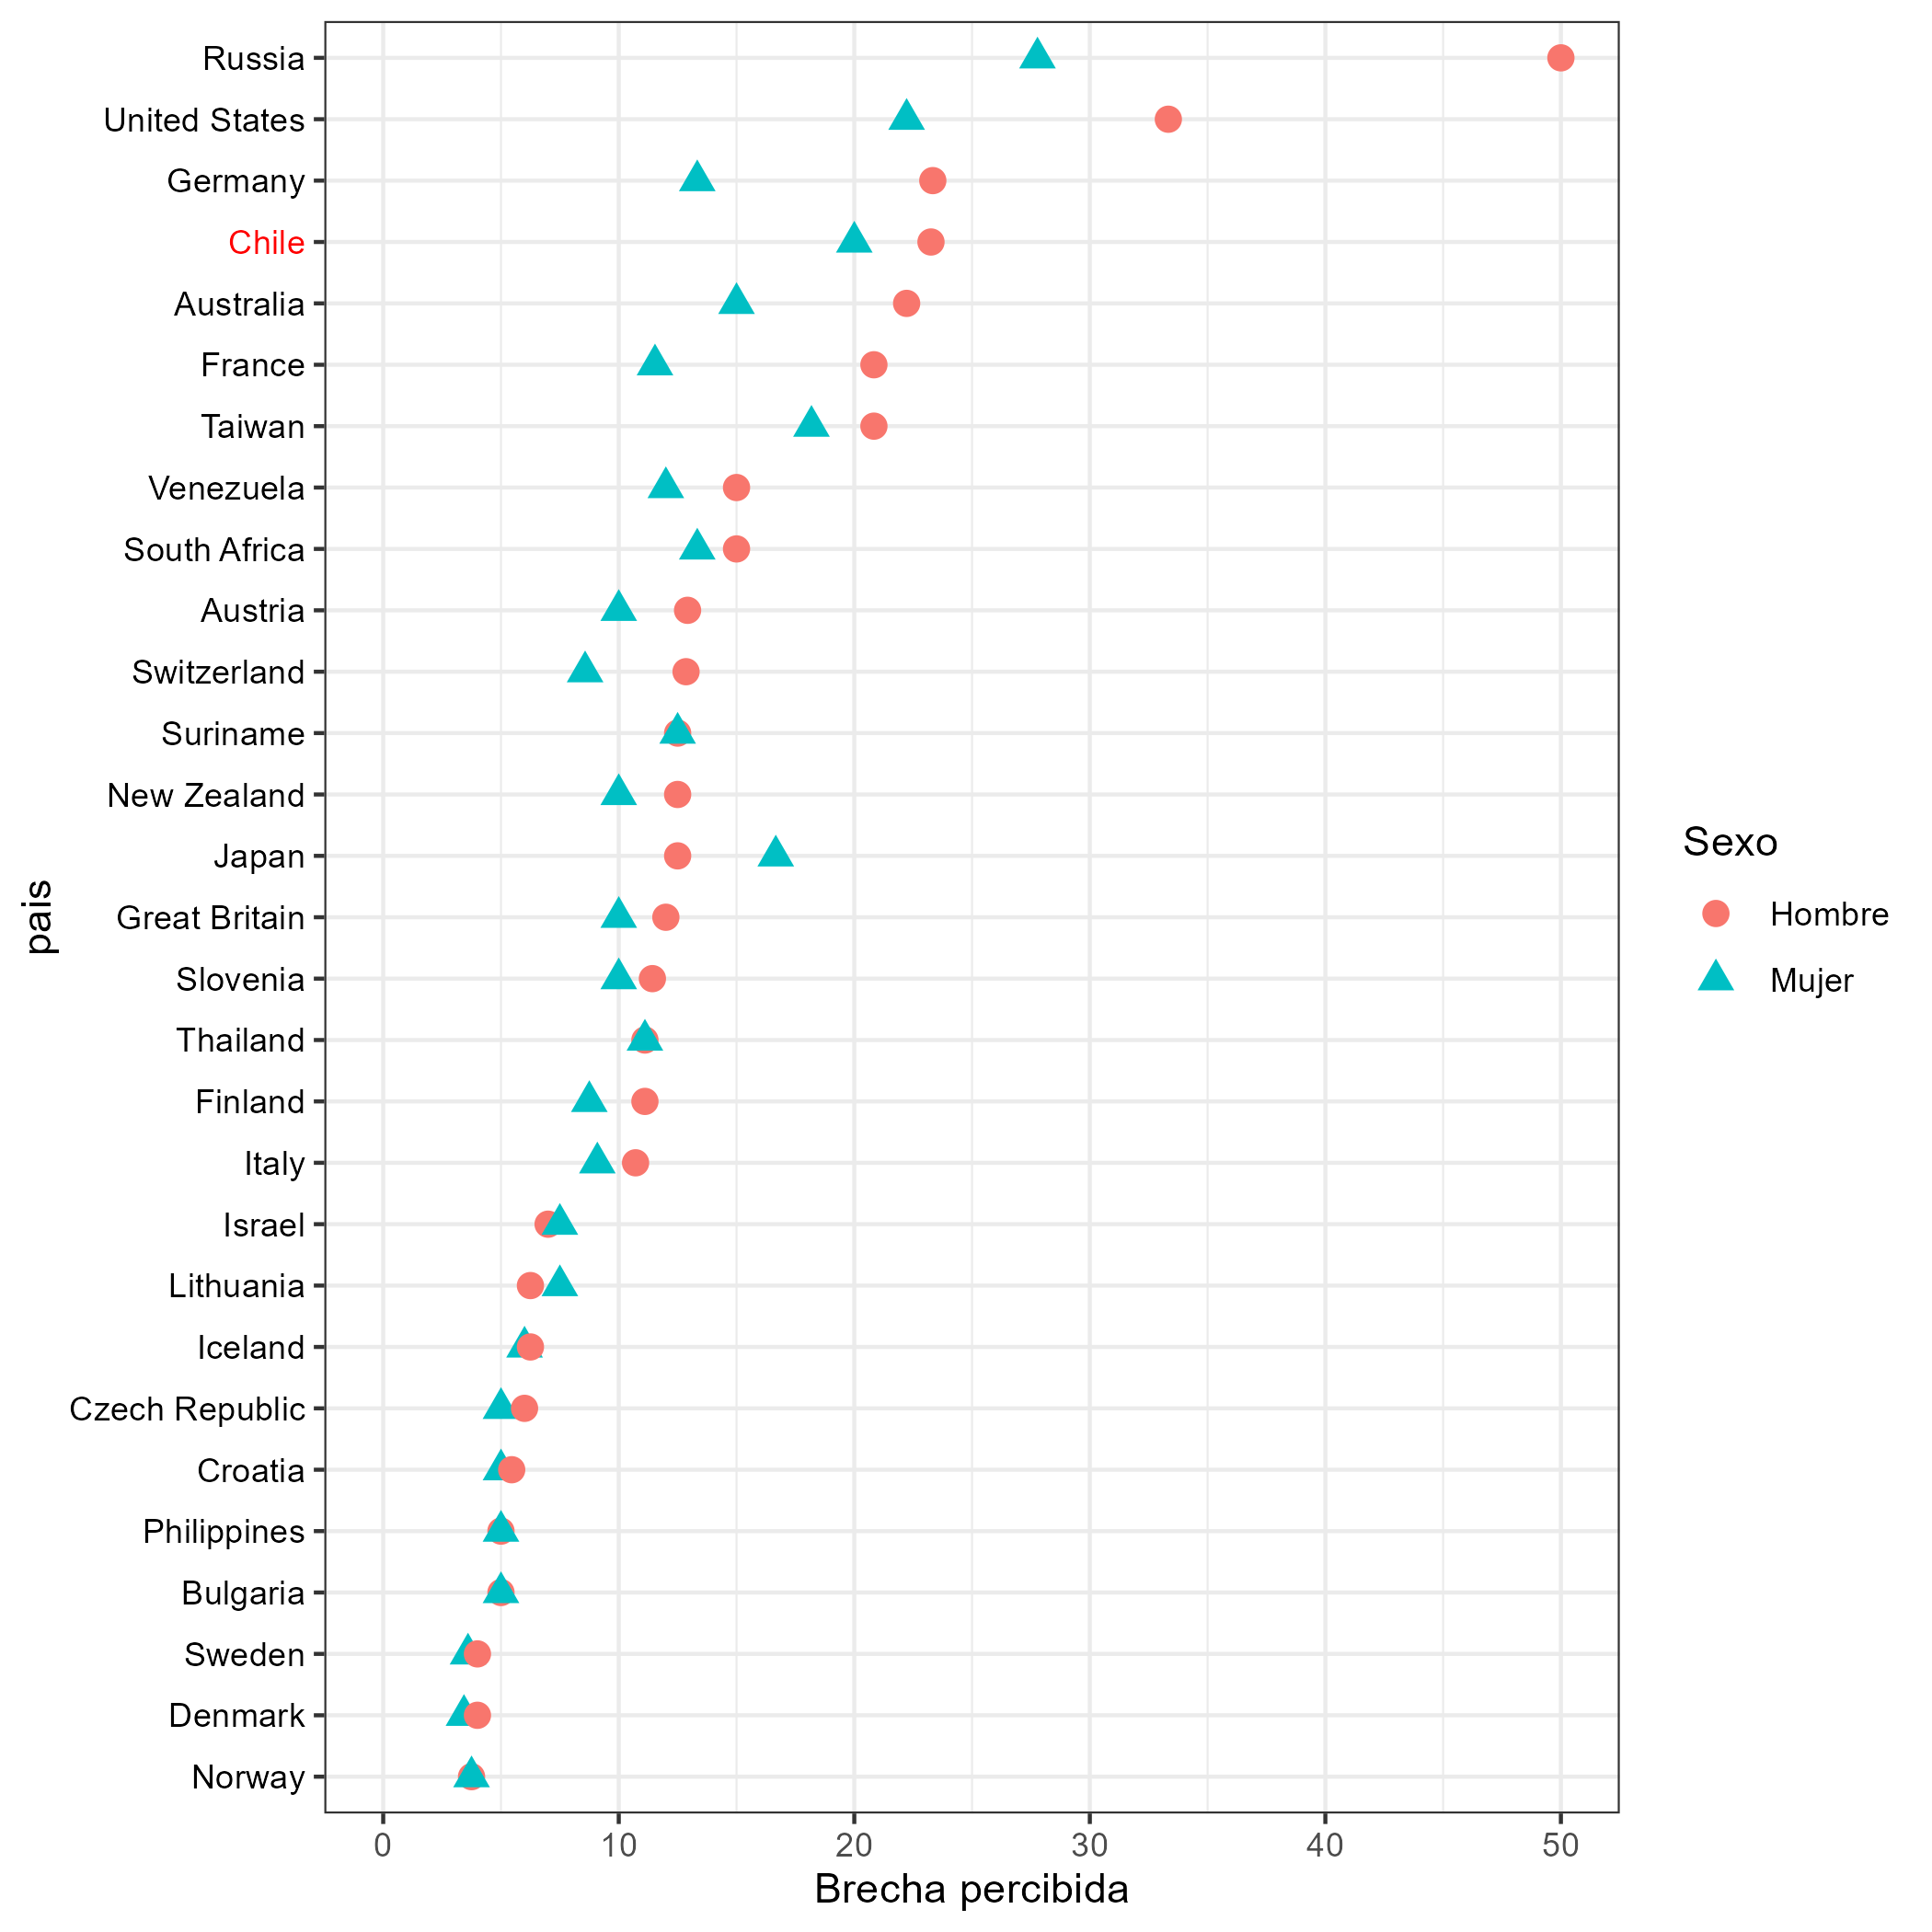 Russia
United States
Germany
Chile
Australia
France
Taiwan
Venezuela
South Africa
Austria
Switzerland
Suriname
New Zealand
Japan
Great Britain
Slovenia
Thailand
Finland
Italy
Israel
Lithuania
Iceland
Czech Republic
Croatia
Philippines
Bulgaria
Sweden
Denmark
Norway
pais
0 10 20 30 40 50
Brecha percibida
Sexo
Hombre
Mujer